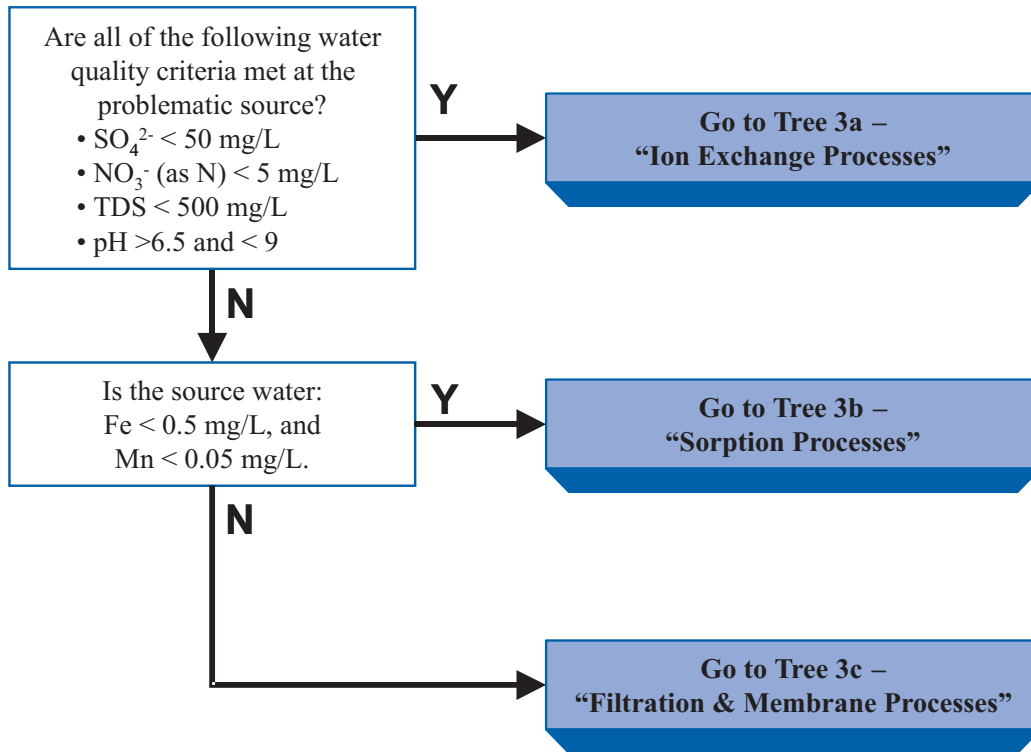 Are all of the following water
quality criteria met at the
problematic source?
• SO₄²⁻ < 50 mg/L
• NO₃⁻ (as N) < 5 mg/L
• TDS < 500 mg/L
• pH >6.5 and < 9
Y
Go to Tree 3a –
“Ion Exchange Processes”
N
Is the source water:
Fe < 0.5 mg/L, and
Mn < 0.05 mg/L.
Y
Go to Tree 3b –
“Sorption Processes”
N
Go to Tree 3c –
“Filtration & Membrane Processes”